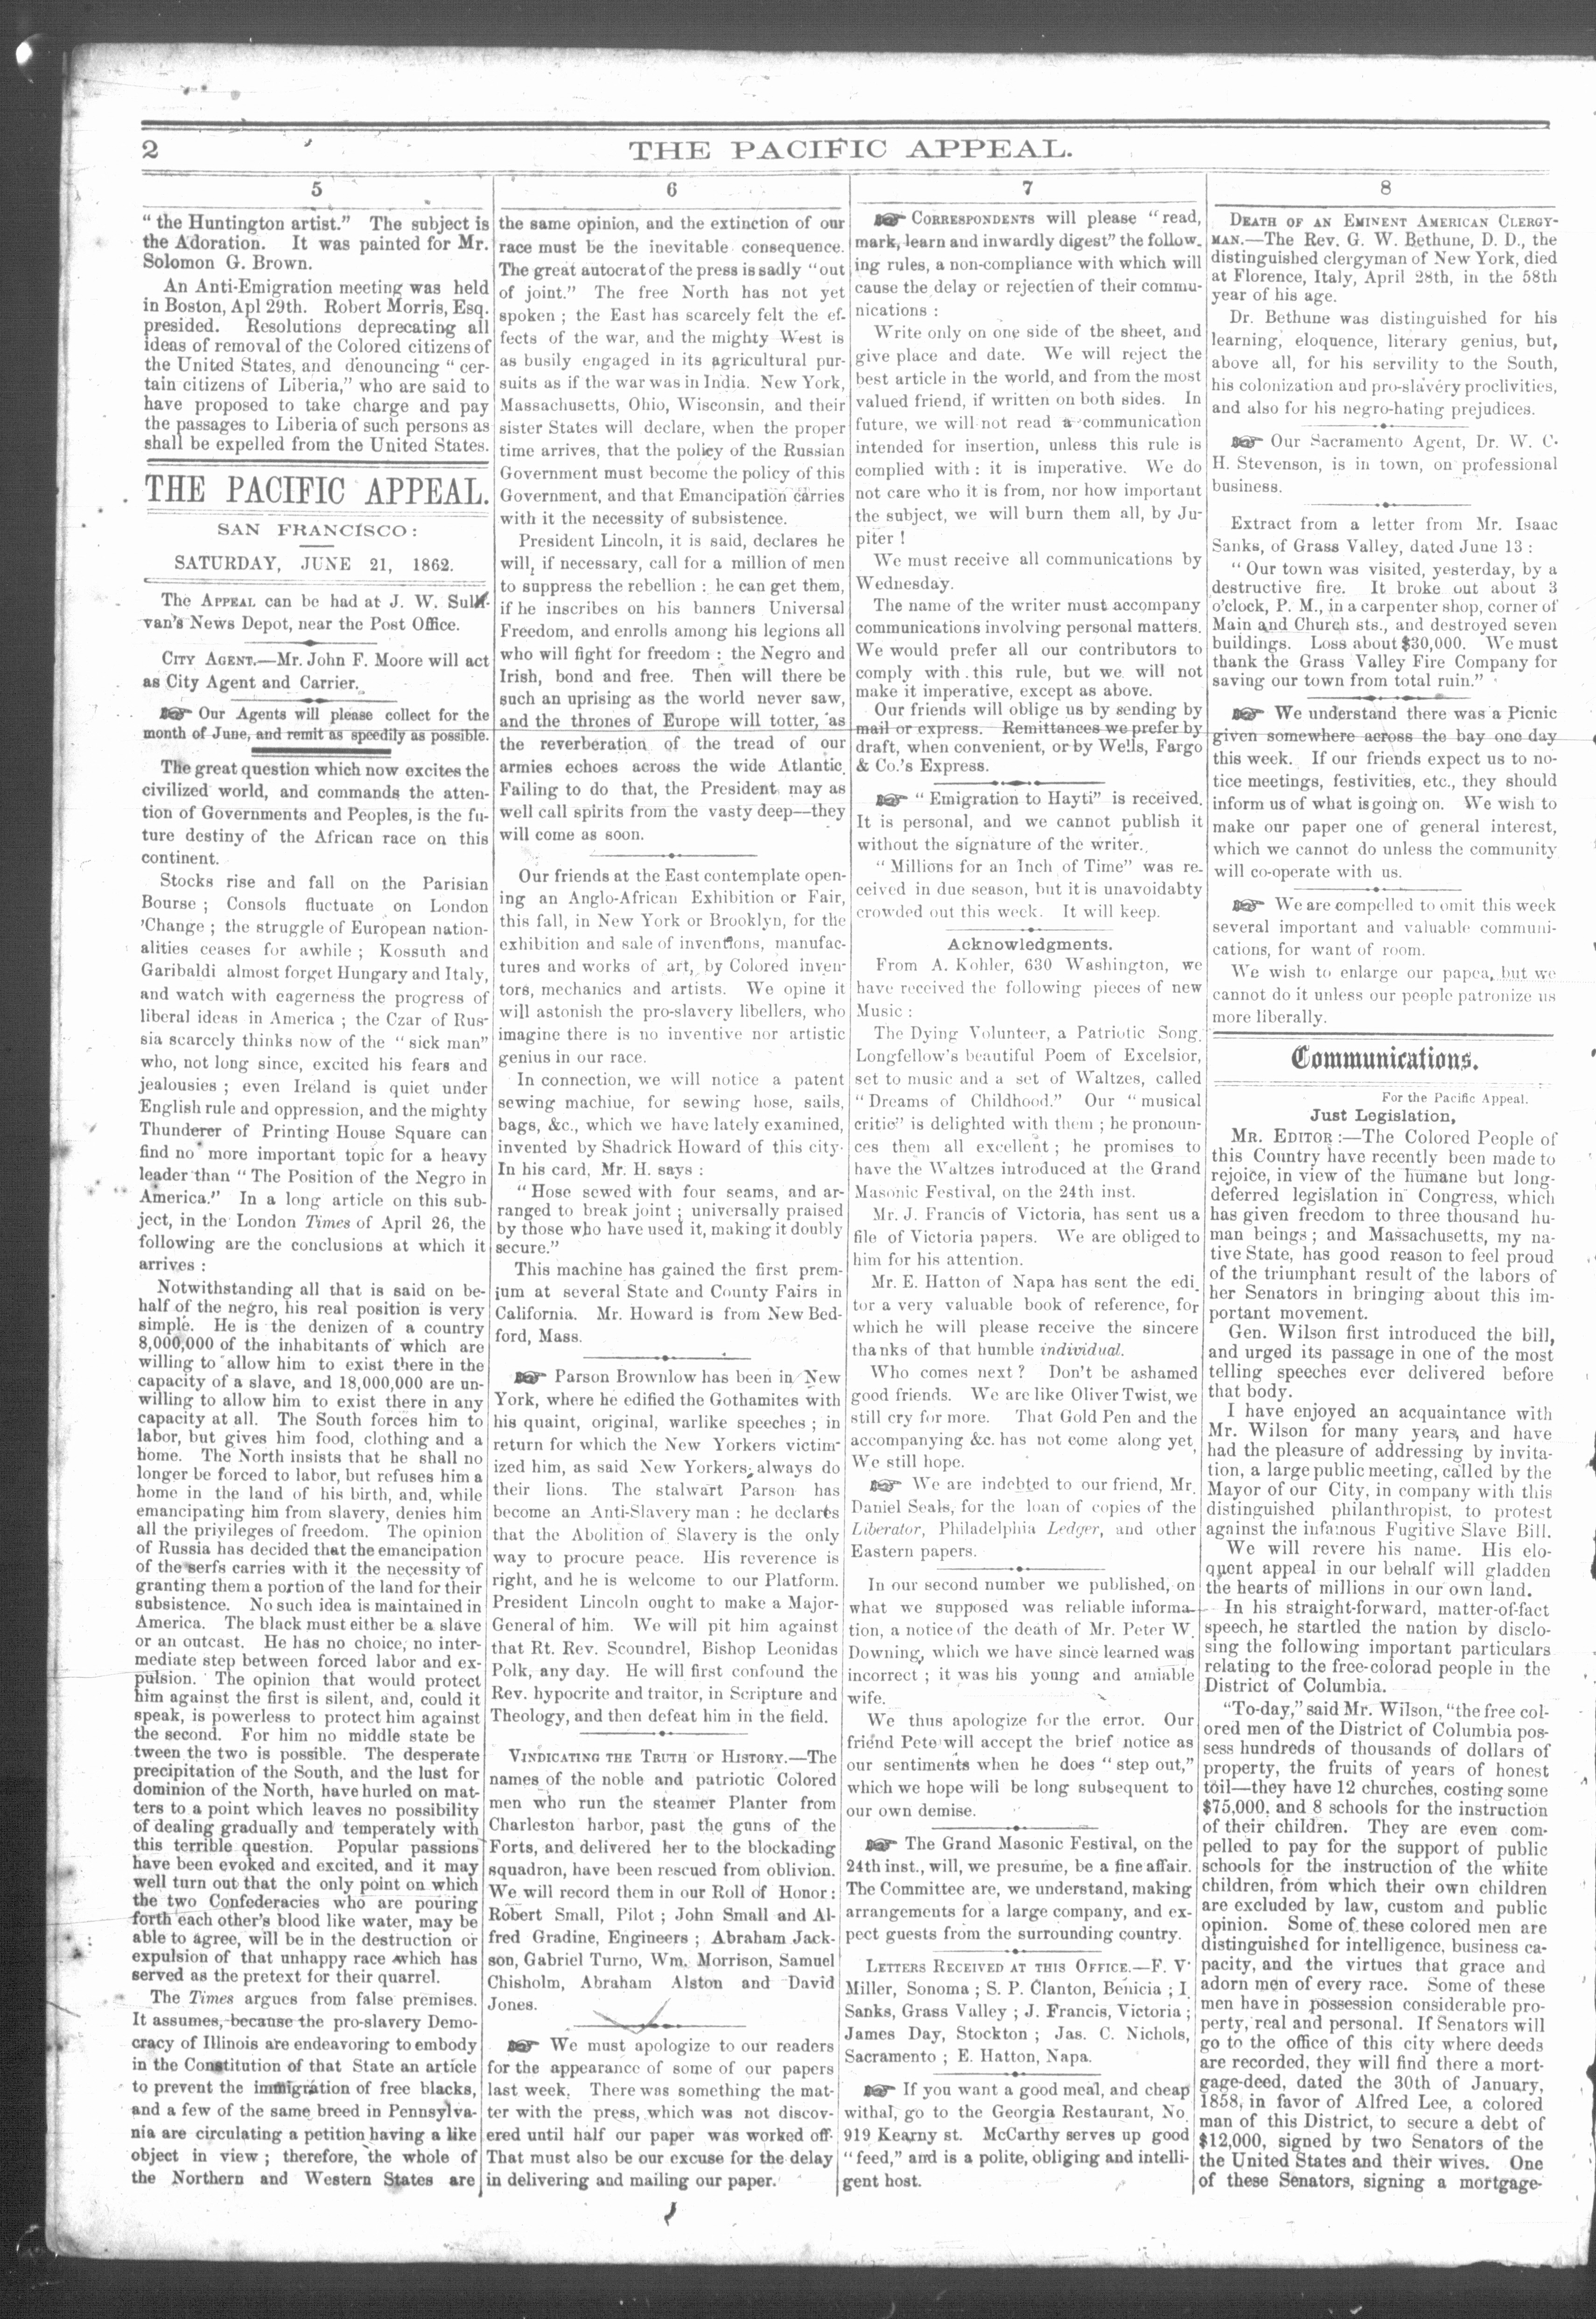 2
THE PACIFIC APPEAL.
5
" the Huntington artist." The subject is
the Adoration. It was painted for Mr.
Solomon G. Brown.
An Anti-Emigration meeting was held
in Boston, Apl 29th. Robert Morris, Esq.
presided. Resolutions deprecating all
ideas of removal of the Colored citizens of
the United States, and denouncing " cer-
tain citizens of Liberia," who are said to
have proposed to take charge and pay
the passages to Liberia of such persons as
shall be expelled from the United States.
THE PACIFIC APPEAL.
SAN FRANCISCO:
SATURDAY, JUNE 21, 1862.
The APPEAL can be had at J. W. Sulli-
van's News Depot, near the Post Office.
CITY AGENT.—Mr. John F. Moore will act
as City Agent and Carrier.
☞ Our Agents will please collect for the
month of June, and remit as speedily as possible.
The great question which now excites the
civilized world, and commands the atten-
tion of Governments and Peoples, is the fu-
ture destiny of the African race on this
continent.
Stocks rise and fall on the Parisian
Bourse ; Consols fluctuate on London
'Change ; the struggle of European nation-
alities ceases for awhile ; Kossuth and
Garibaldi almost forget Hungary and Italy,
and watch with eagerness the progress of
liberal ideas in America ; the Czar of Rus-
sia scarcely thinks now of the " sick man"
who, not long since, excited his fears and
jealousies ; even Ireland is quiet under
English rule and oppression, and the mighty
Thunderer of Printing House Square can
find no more important topic for a heavy
leader than " The Position of the Negro in
America." In a long article on this sub-
ject, in the London Times of April 26, the
following are the conclusions at which it
arrives :
Notwithstanding all that is said on be-
half of the negro, his real position is very
simple. He is the denizen of a country
8,000,000 of the inhabitants of which are
willing to allow him to exist there in the
capacity of a slave, and 18,000,000 are un-
willing to allow him to exist there in any
capacity at all. The South forces him to
labor, but gives him food, clothing and a
home. The North insists that he shall no
longer be forced to labor, but refuses him a
home in the land of his birth, and, while
emancipating him from slavery, denies him
all the privileges of freedom. The opinion
of Russia has decided that the emancipation
of the serfs carries with it the necessity of
granting them a portion of the land for their
subsistence. No such idea is maintained in
America. The black must either be a slave
or an outcast. He has no choice, no inter-
mediate step between forced labor and ex-
pulsion. The opinion that would protect
him against the first is silent, and, could it
speak, is powerless to protect him against
the second. For him no middle state be
tween the two is possible. The desperate
precipitation of the South, and the lust for
dominion of the North, have hurled on mat-
ters to a point which leaves no possibility
of dealing gradually and temperately with
this terrible question. Popular passions
have been evoked and excited, and it may
well turn out that the only point on which
the two Confederacies who are pouring
forth each other's blood like water, may be
able to agree, will be in the destruction or
expulsion of that unhappy race which has
served as the pretext for their quarrel.
The Times argues from false premises.
It assumes, because the pro-slavery Demo-
cracy of Illinois are endeavoring to embody
in the Constitution of that State an article
to prevent the immigration of free blacks,
and a few of the same breed in Pennsylva-
nia are circulating a petition having a like
object in view ; therefore, the whole of
the Northern and Western States are
6
the same opinion, and the extinction of our
race must be the inevitable consequence.
The great autocrat of the press is sadly "out
of joint." The free North has not yet
spoken ; the East has scarcely felt the ef-
fects of the war, and the mighty West is
as busily engaged in its agricultural pur-
suits as if the war was in India. New York,
Massachusetts, Ohio, Wisconsin, and their
sister States will declare, when the proper
time arrives, that the policy of the Russian
Government must become the policy of this
Government, and that Emancipation carries
with it the necessity of subsistence.
President Lincoln, it is said, declares he
will, if necessary, call for a million of men
to suppress the rebellion : he can get them,
if he inscribes on his banners Universal
Freedom, and enrolls among his legions all
who will fight for freedom : the Negro and
Irish, bond and free. Then will there be
such an uprising as the world never saw,
and the thrones of Europe will totter, as
the reverberation of the tread of our
armies echoes across the wide Atlantic.
Failing to do that, the President may as
well call spirits from the vasty deep—they
will come as soon.
Our friends at the East contemplate open-
ing an Anglo-African Exhibition or Fair,
this fall, in New York or Brooklyn, for the
exhibition and sale of inventions, manufac-
tures and works of art, by Colored inven-
tors, mechanics and artists. We opine it
will astonish the pro-slavery libellers, who
imagine there is no inventive nor artistic
genius in our race.
In connection, we will notice a patent
sewing machiue, for sewing hose, sails,
bags, &c., which we have lately examined,
invented by Shadrick Howard of this city.
In his card, Mr. H. says :
" Hose sewed with four seams, and ar-
ranged to break joint ; universally praised
by those who have used it, making it doubly
secure."
This machine has gained the first prem-
ium at several State and County Fairs in
California. Mr. Howard is from New Bed-
ford, Mass.
☞ Parson Brownlow has been in New
York, where he edified the Gothamites with
his quaint, original, warlike speeches ; in
return for which the New Yorkers victim-
ized him, as said New Yorkers always do
their lions. The stalwart Parson has
become an Anti-Slavery man : he declares
that the Abolition of Slavery is the only
way to procure peace. His reverence is
right, and he is welcome to our Platform.
President Lincoln ought to make a Major-
General of him. We will pit him against
that Rt. Rev. Scoundrel, Bishop Leonidas
Polk, any day. He will first confound the
Rev. hypocrite and traitor, in Scripture and
Theology, and then defeat him in the field.
VINDICATING THE TRUTH OF HISTORY.—The
names of the noble and patriotic Colored
men who run the steamer Planter from
Charleston harbor, past the guns of the
Forts, and delivered her to the blockading
squadron, have been rescued from oblivion.
We will record them in our Roll of Honor:
Robert Small, Pilot ; John Small and Al-
fred Gradine, Engineers ; Abraham Jack-
son, Gabriel Turno, Wm. Morrison, Samuel
Chisholm, Abraham Alston and David
Jones.
☞ We must apologize to our readers
for the appearance of some of our papers
last week. There was something the mat-
ter with the press, which was not discov-
ered until half our paper was worked off.
That must also be our excuse for the delay
in delivering and mailing our paper.
7
☞ CORRESPONDENTS will please "read,
mark, learn and inwardly digest" the follow-
ing rules, a non-compliance with which will
cause the delay or rejectien of their commu-
nications :
Write only on one side of the sheet, and
give place and date. We will reject the
best article in the world, and from the most
valued friend, if written on both sides. In
future, we will not read a communication
intended for insertion, unless this rule is
complied with : it is imperative. We do
not care who it is from, nor how important
the subject, we will burn them all, by Ju-
piter !
We must receive all communications by
Wednesday.
The name of the writer must accompany
communications involving personal matters.
We would prefer all our contributors to
comply with this rule, but we will not
make it imperative, except as above.
Our friends will oblige us by sending by
mail or express. Remittances we prefer by
draft, when convenient, or by Wells, Fargo
& Co.'s Express.
☞ " Emigration to Hayti" is received.
It is personal, and we cannot publish it
without the signature of the writer.
" Millions for an Inch of Time" was re-
ceived in due season, but it is unavoidabty
crowded out this week. It will keep.
Acknowledgments.
From A. Kohler, 630 Washington, we
have received the following pieces of new
Music :
The Dying Volunteer, a Patriotic Song.
Longfellow's beautiful Poem of Excelsior,
set to music and a set of Waltzes, called
" Dreams of Childhood." Our " musical
critic" is delighted with them ; he pronoun-
ces them all excellent ; he promises to
have the Waltzes introduced at the Grand
Masonic Festival, on the 24th inst.
Mr. J. Francis of Victoria, has sent us a
file of Victoria papers. We are obliged to
him for his attention.
Mr. E. Hatton of Napa has sent the edi
tor a very valuable book of reference, for
which he will please receive the sincere
thanks of that humble individual.
Who comes next ? Don't be ashamed
good friends. We are like Oliver Twist, we
still cry for more. That Gold Pen and the
accompanying &c. has not come along yet,
We still hope.
☞ We are indebted to our friend, Mr.
Daniel Seals, for the loan of copies of the
Liberator, Philadelphia Ledger, and other
Eastern papers.
In our second number we published, on
what we supposed was reliable informa-
tion, a notice of the death of Mr. Peter W.
Downing, which we have since learned was
incorrect ; it was his young and amiable
wife.
We thus apologize for the error. Our
friend Pete will accept the brief notice as
our sentiments when he does " step out,"
which we hope will be long subsequent to
our own demise.
☞ The Grand Masonic Festival, on the
24th inst., will, we presume, be a fine affair.
The Committee are, we understand, making
arrangements for a large company, and ex-
pect guests from the surrounding country.
LETTERS RECEIVED AT THIS OFFICE.—F. V
Miller, Sonoma ; S. P. Clanton, Benicia ; I
Sanks, Grass Valley ; J. Francis, Victoria ;
James Day, Stockton ; Jas. C. Nichols,
Sacramento ; E. Hatton, Napa.
☞ If you want a good meal, and cheap
withal, go to the Georgia Restaurant, No.
919 Kearny st. McCarthy serves up good
" feed," and is a polite, obliging and intelli-
gent host.
8
DEATH OF AN EMINENT AMERICAN CLERGY-
MAN.—The Rev. G. W. Bethune, D. D., the
distinguished clergyman of New York, died
at Florence, Italy, April 28th, in the 58th
year of his age.
Dr. Bethune was distinguished for his
learning, eloquence, literary genius, but,
above all, for his servility to the South,
his colonization and pro-slavery proclivities,
and also for his negro-hating prejudices.
☞ Our Sacramento Agent, Dr. W. C.
H. Stevenson, is in town, on professional
business.
Extract from a letter from Mr. Isaac
Sanks, of Grass Valley, dated June 13 :
" Our town was visited, yesterday, by a
destructive fire. It broke out about 3
o'clock, P. M., in a carpenter shop, corner of
Main and Church sts., and destroyed seven
buildings. Loss about $30,000. We must
thank the Grass Valley Fire Company for
saving our town from total ruin."
☞ We understand there was a Picnic
given somewhere across the bay one day
this week. If our friends expect us to no-
tice meetings, festivities, etc., they should
inform us of what is going on. We wish to
make our paper one of general interest,
which we cannot do unless the community
will co-operate with us.
☞ We are compelled to omit this week
several important and valuable communi-
cations, for want of room.
We wish to enlarge our papea, but we
cannot do it unless our people patronize us
more liberally.
Communications.
For the Pacific Appeal.
Just Legislation,
MR. EDITOR :—The Colored People of
this Country have recently been made to
rejoice, in view of the humane but long-
deferred legislation in Congress, which
has given freedom to three thousand hu-
man beings ; and Massachusetts, my na-
tive State, has good reason to feel proud
of the triumphant result of the labors of
her Senators in bringing about this im-
portant movement.
Gen. Wilson first introduced the bill,
and urged its passage in one of the most
telling speeches ever delivered before
that body.
I have enjoyed an acquaintance with
Mr. Wilson for many years, and have
had the pleasure of addressing by invita-
tion, a large public meeting, called by the
Mayor of our City, in company with this
distinguished philanthropist, to protest
against the infamous Fugitive Slave Bill.
We will revere his name. His elo-
quent appeal in our behalf will gladden
the hearts of millions in our own land.
In his straight-forward, matter-of-fact
speech, he startled the nation by disclo-
sing the following important particulars
relating to the free-colorad people in the
District of Columbia.
"To-day," said Mr. Wilson, "the free col-
ored men of the District of Columbia pos-
sess hundreds of thousands of dollars of
property, the fruits of years of honest
toil—they have 12 churches, costing some
$75,000, and 8 schools for the instruction
of their children. They are even com-
pelled to pay for the support of public
schools for the instruction of the white
children, from which their own children
are excluded by law, custom and public
opinion. Some of these colored men are
distinguished for intelligence, business ca-
pacity, and the virtues that grace and
adorn men of every race. Some of these
men have in possession considerable pro-
perty, real and personal. If Senators will
go to the office of this city where deeds
are recorded, they will find there a mort-
gage-deed, dated the 30th of January,
1858, in favor of Alfred Lee, a colored
man of this District, to secure a debt of
$12,000, signed by two Senators of the
the United States and their wives. One
of these Senators, signing a mortgage-